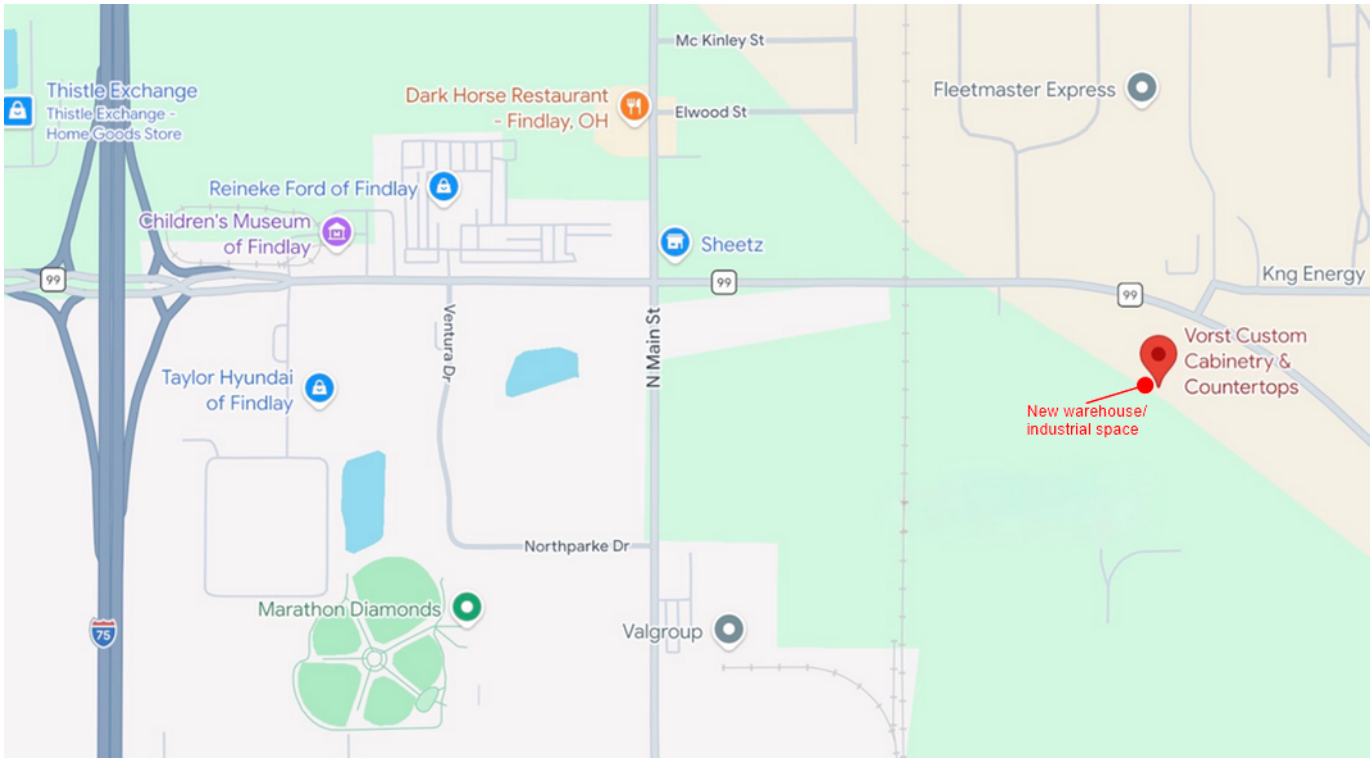 Mc Kinley St
Thistle Exchange
Thistle Exchange -
Home Goods Store
Dark Horse Restaurant
- Findlay, OH
Elwood St
Fleetmaster Express
Reineke Ford of Findlay
Children's Museum
of Findlay
Sheetz
99
99
99
Kng Energy
Ventura Dr
N Main St
Vorst Custom
Cabinetry &
Countertops
Taylor Hyundai
of Findlay
New warehouse/
industrial space
Northparke Dr
Marathon Diamonds
Valgroup
75